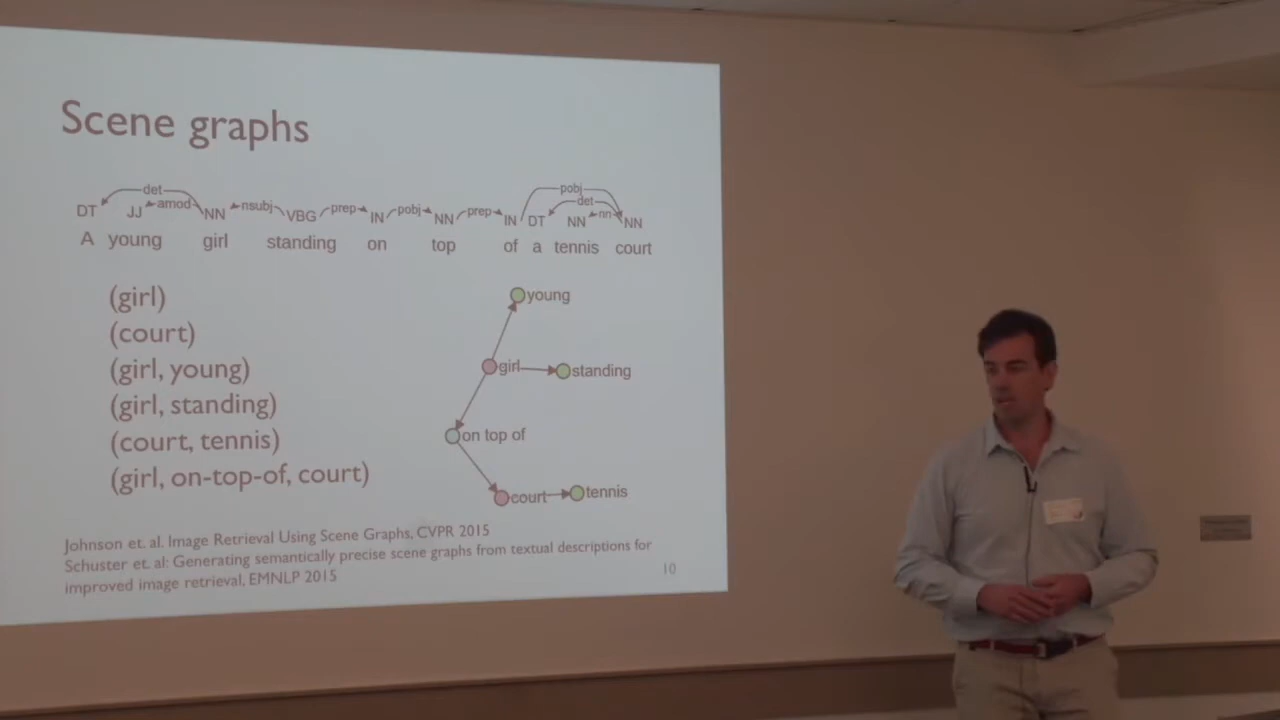 Scene graphs
det pobj
det
DT JJ amod NN nsubj VBG prep IN pobj NN prep IN DT NN nn NN
A young girl standing on top of a tennis court
(girl)
(court)
(girl, young)
(girl, standing)
(court, tennis)
(girl, on-top-of, court)
young
girl standing
on top of
court tennis
Johnson et. al. Image Retrieval Using Scene Graphs, CVPR 2015
Schuster et. al: Generating semantically precise scene graphs from textual descriptions for
improved image retrieval, EMNLP 2015
10